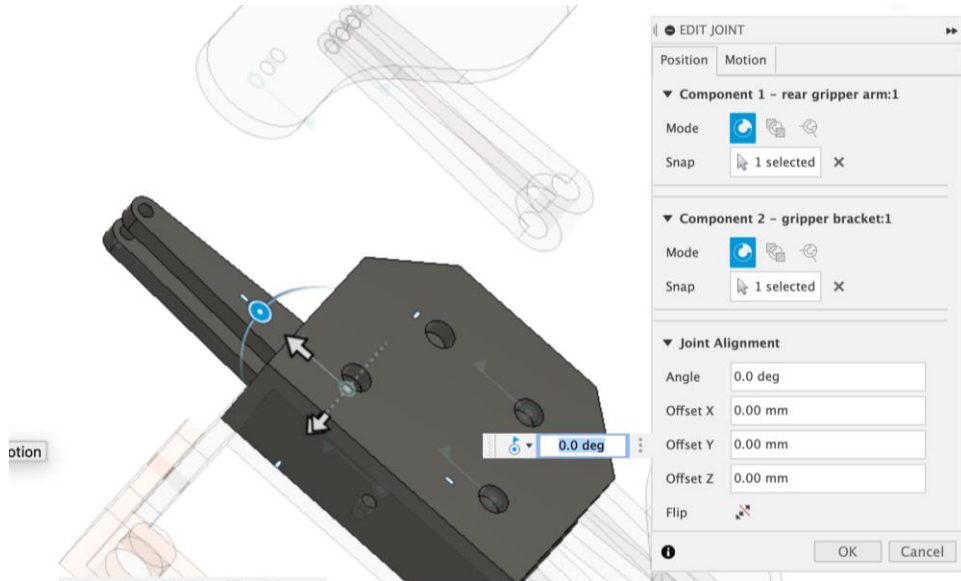 EDIT JOINT
Position Motion
Component 1 – rear gripper arm:1
Mode
Snap 1 selected
Component 2 – gripper bracket:1
Mode
Snap 1 selected
Joint Alignment
Angle 0.0 deg
Offset X 0.00 mm
0.0 deg
Offset Y 0.00 mm
otion
Offset Z 0.00 mm
Flip
OK Cancel